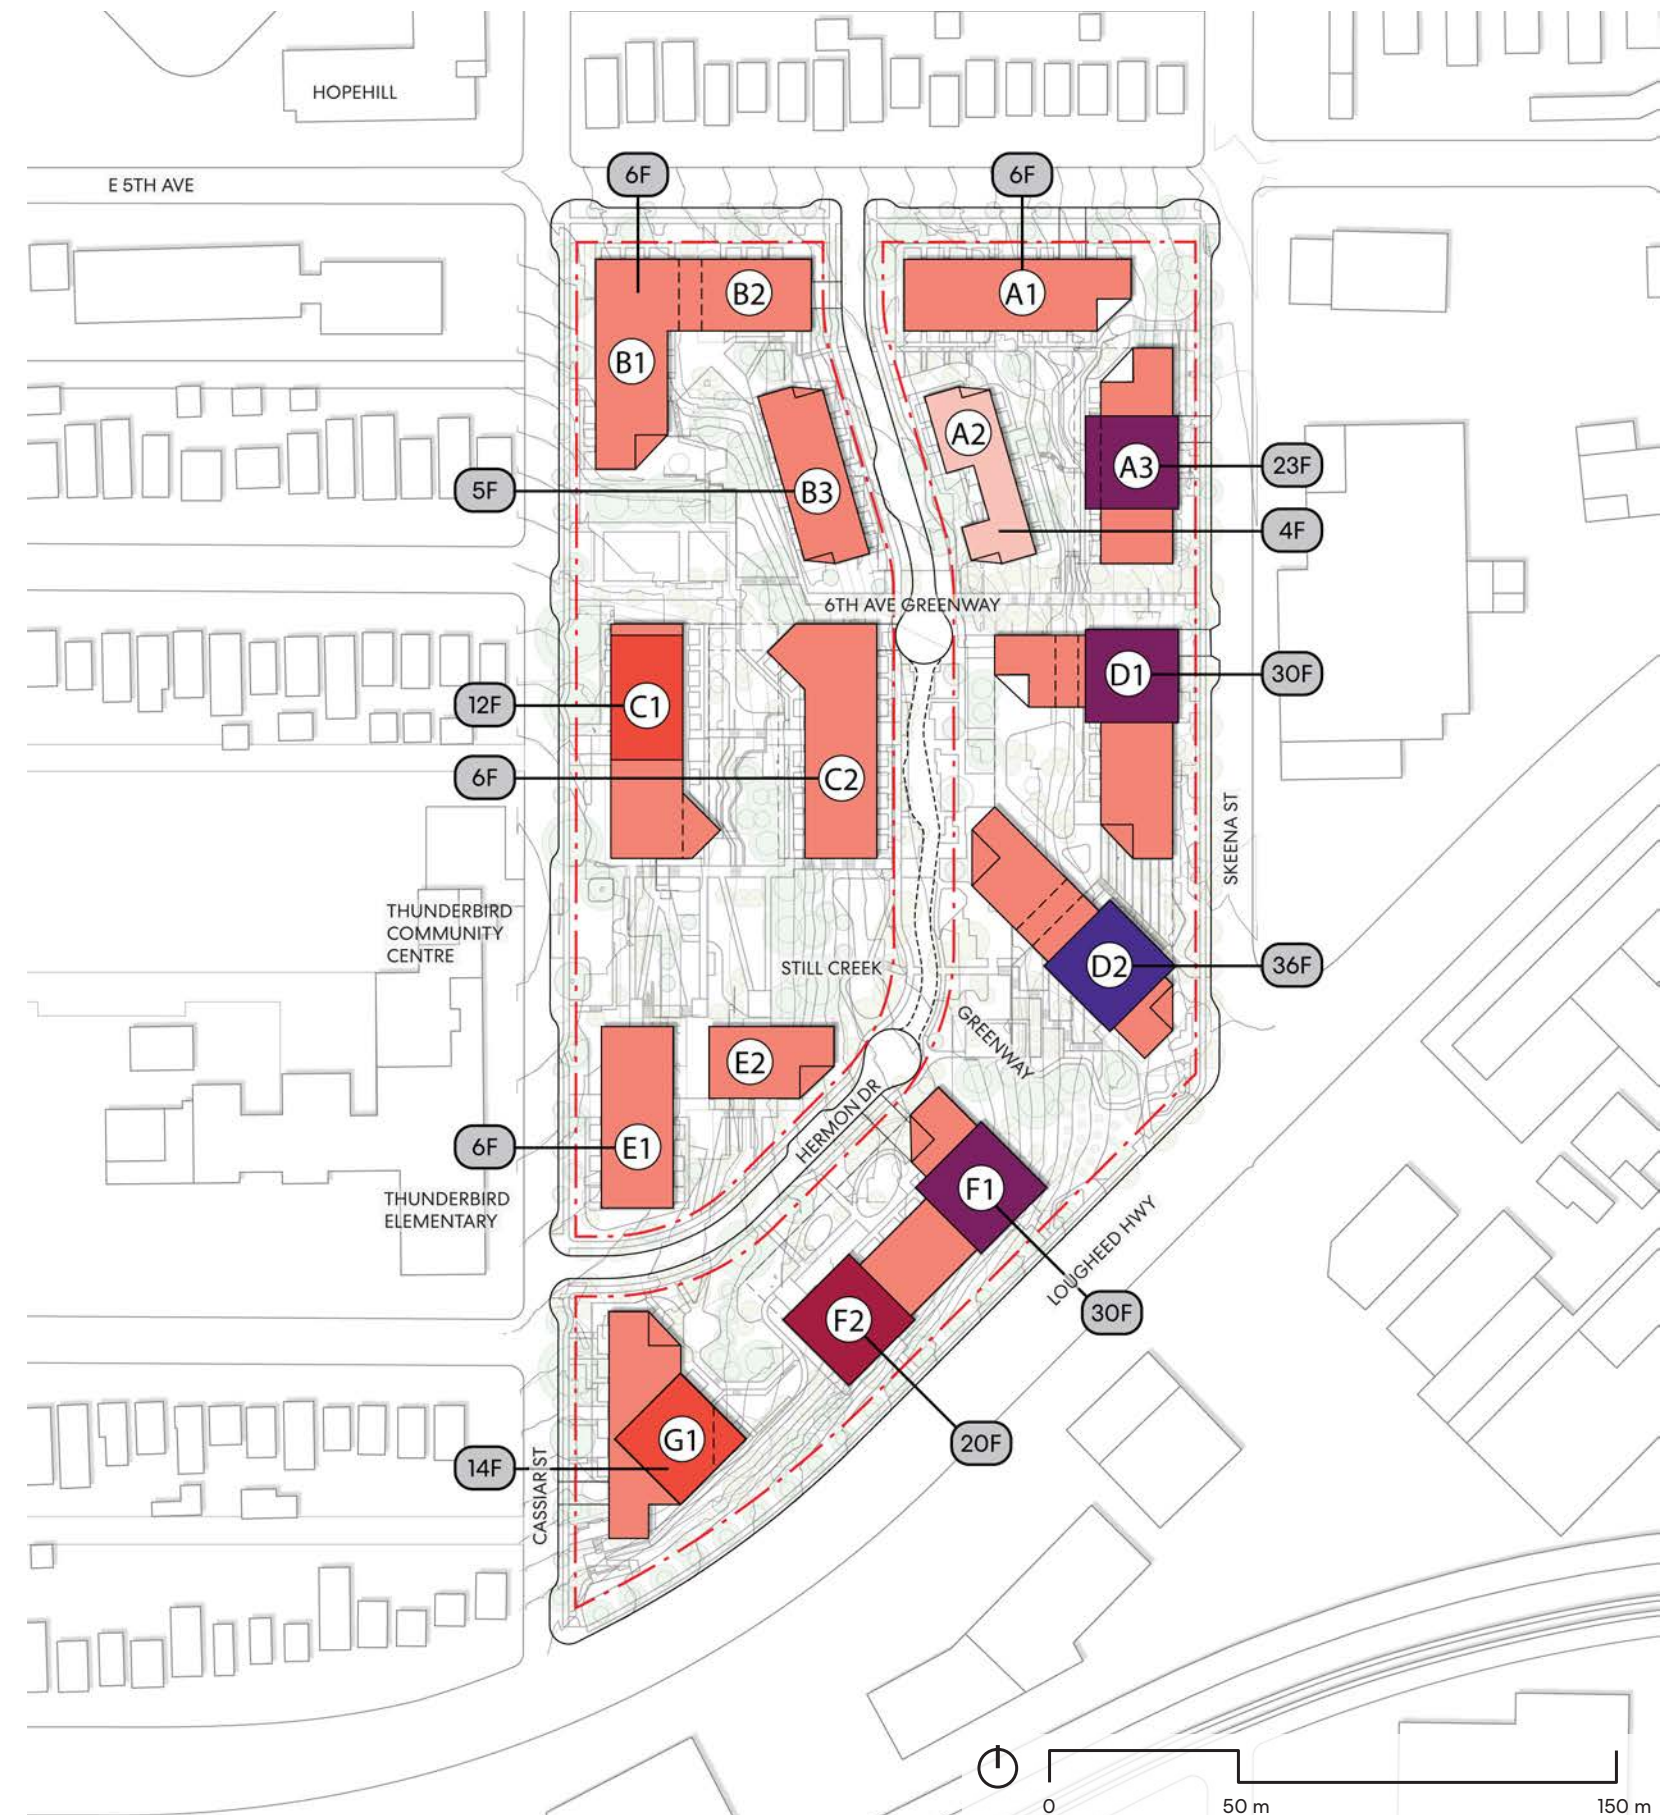 HOPEHILL
E 5TH AVE
6F
6F
B2
A1
B1
A2
A3
23F
5F
B3
4F
6TH AVE GREENWAY
D1
30F
12F
C1
6F
C2
SKEENA ST
THUNDERBIRD
COMMUNITY
CENTRE
STILL CREEK
D2
36F
GREENWAY
E2
HERMON DR
6F
E1
F1
THUNDERBIRD
ELEMENTARY
LOUGHEED HWY
30F
F2
20F
G1
14F
CASSIAR ST
0
50 m
150 m